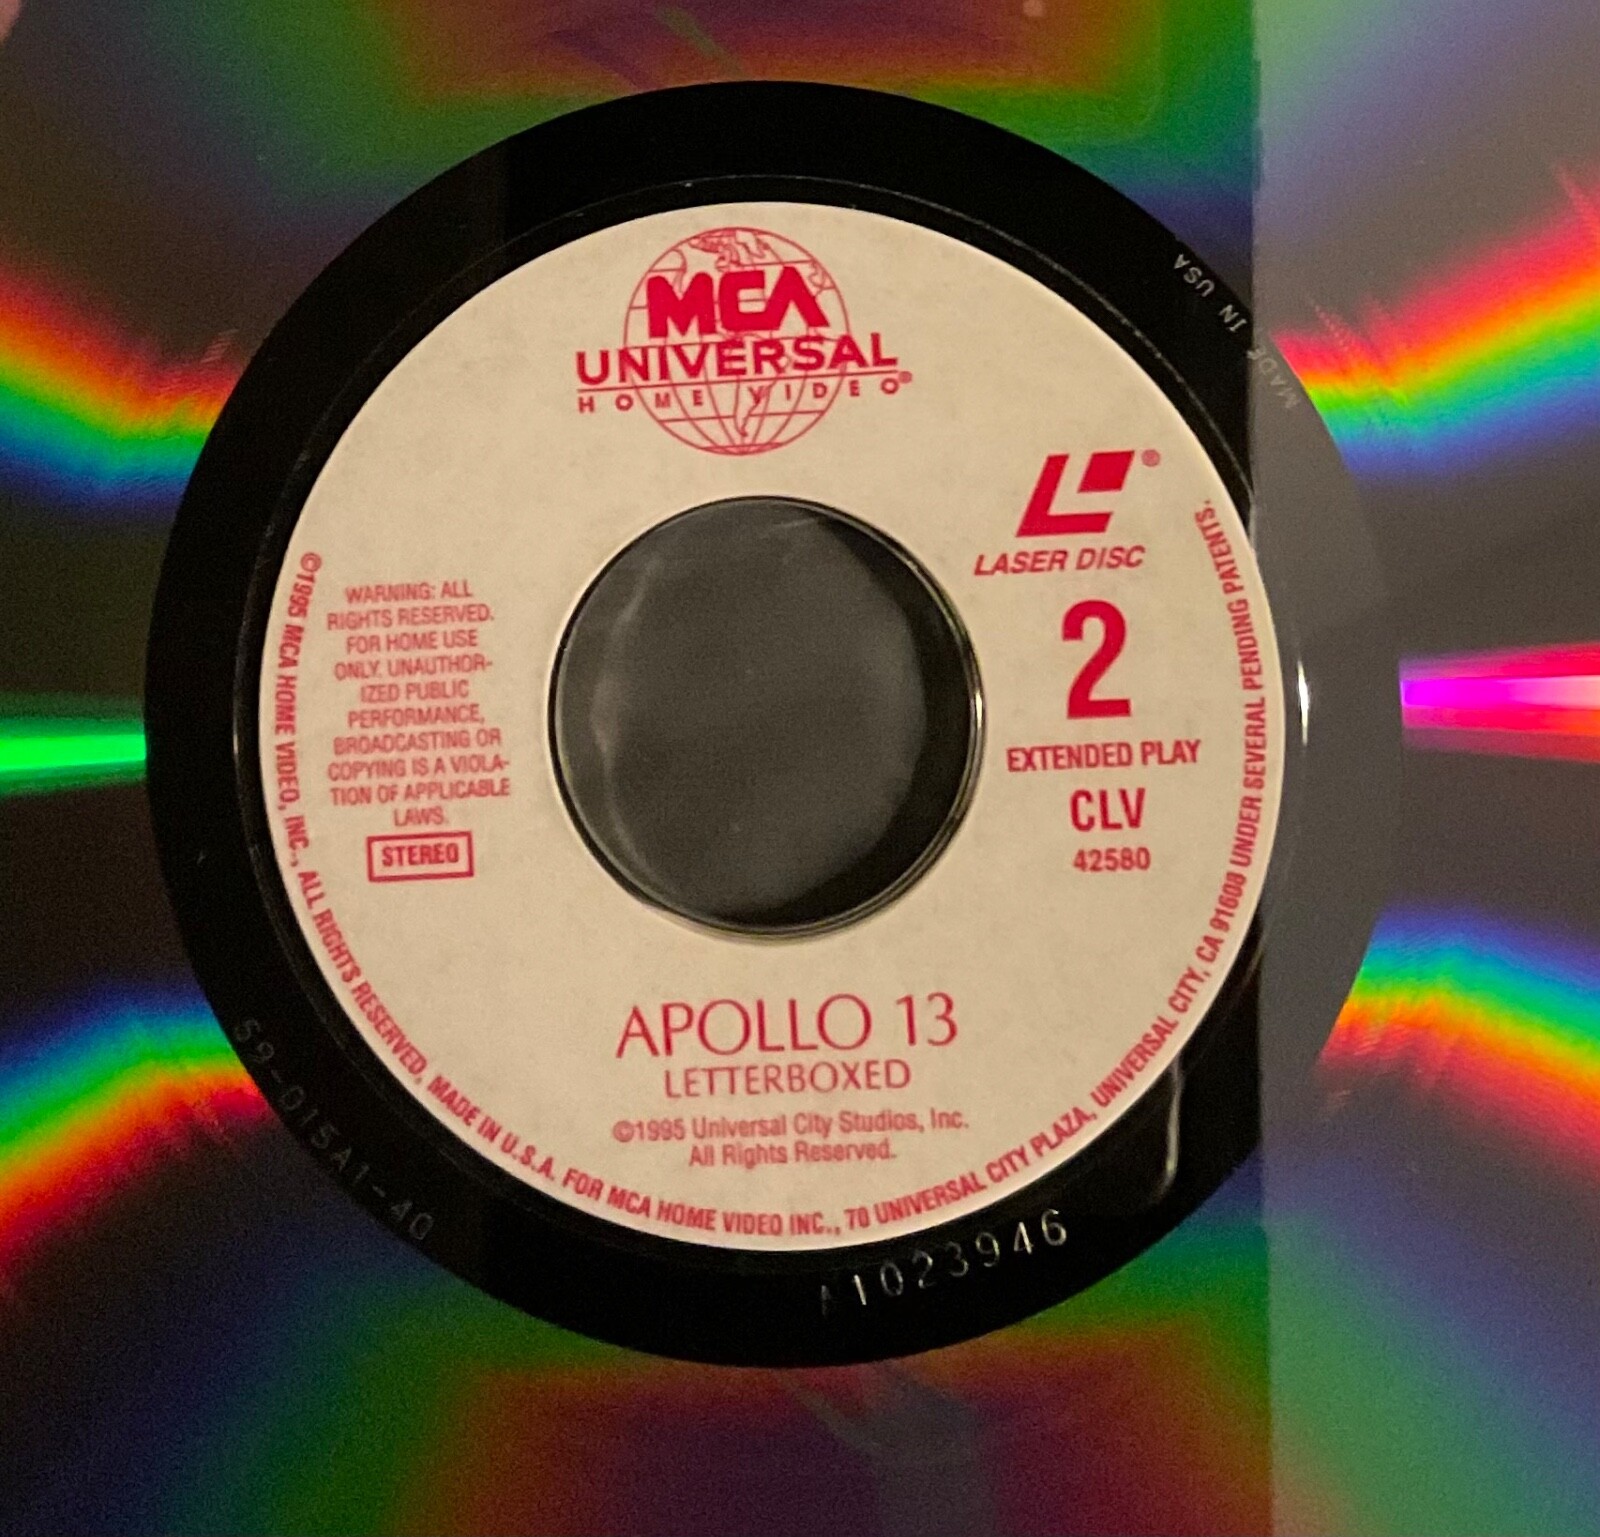 MCA
UNIVERSAL
HOME VIDEO®
®
LASER DISC
2
EXTENDED PLAY
CLV
42580
WARNING: ALL
RIGHTS RESERVED.
FOR HOME USE
ONLY. UNAUTHOR-
IZED PUBLIC
PERFORMANCE,
BROADCASTING OR
COPYING IS A VIOLA-
TION OF APPLICABLE
LAWS.
STEREO
APOLLO 13
LETTERBOXED
©1995 Universal City Studios, Inc.
All Rights Reserved.
©1995 MCA HOME VIDEO, INC., ALL RIGHTS RESERVED. MADE IN U.S.A. FOR MCA HOME VIDEO INC., 70 UNIVERSAL CITY PLAZA, UNIVERSAL CITY, CA 91608 UNDER SEVERAL PENDING PATENTS.
MADE IN USA
59-015A1-40
A1023946